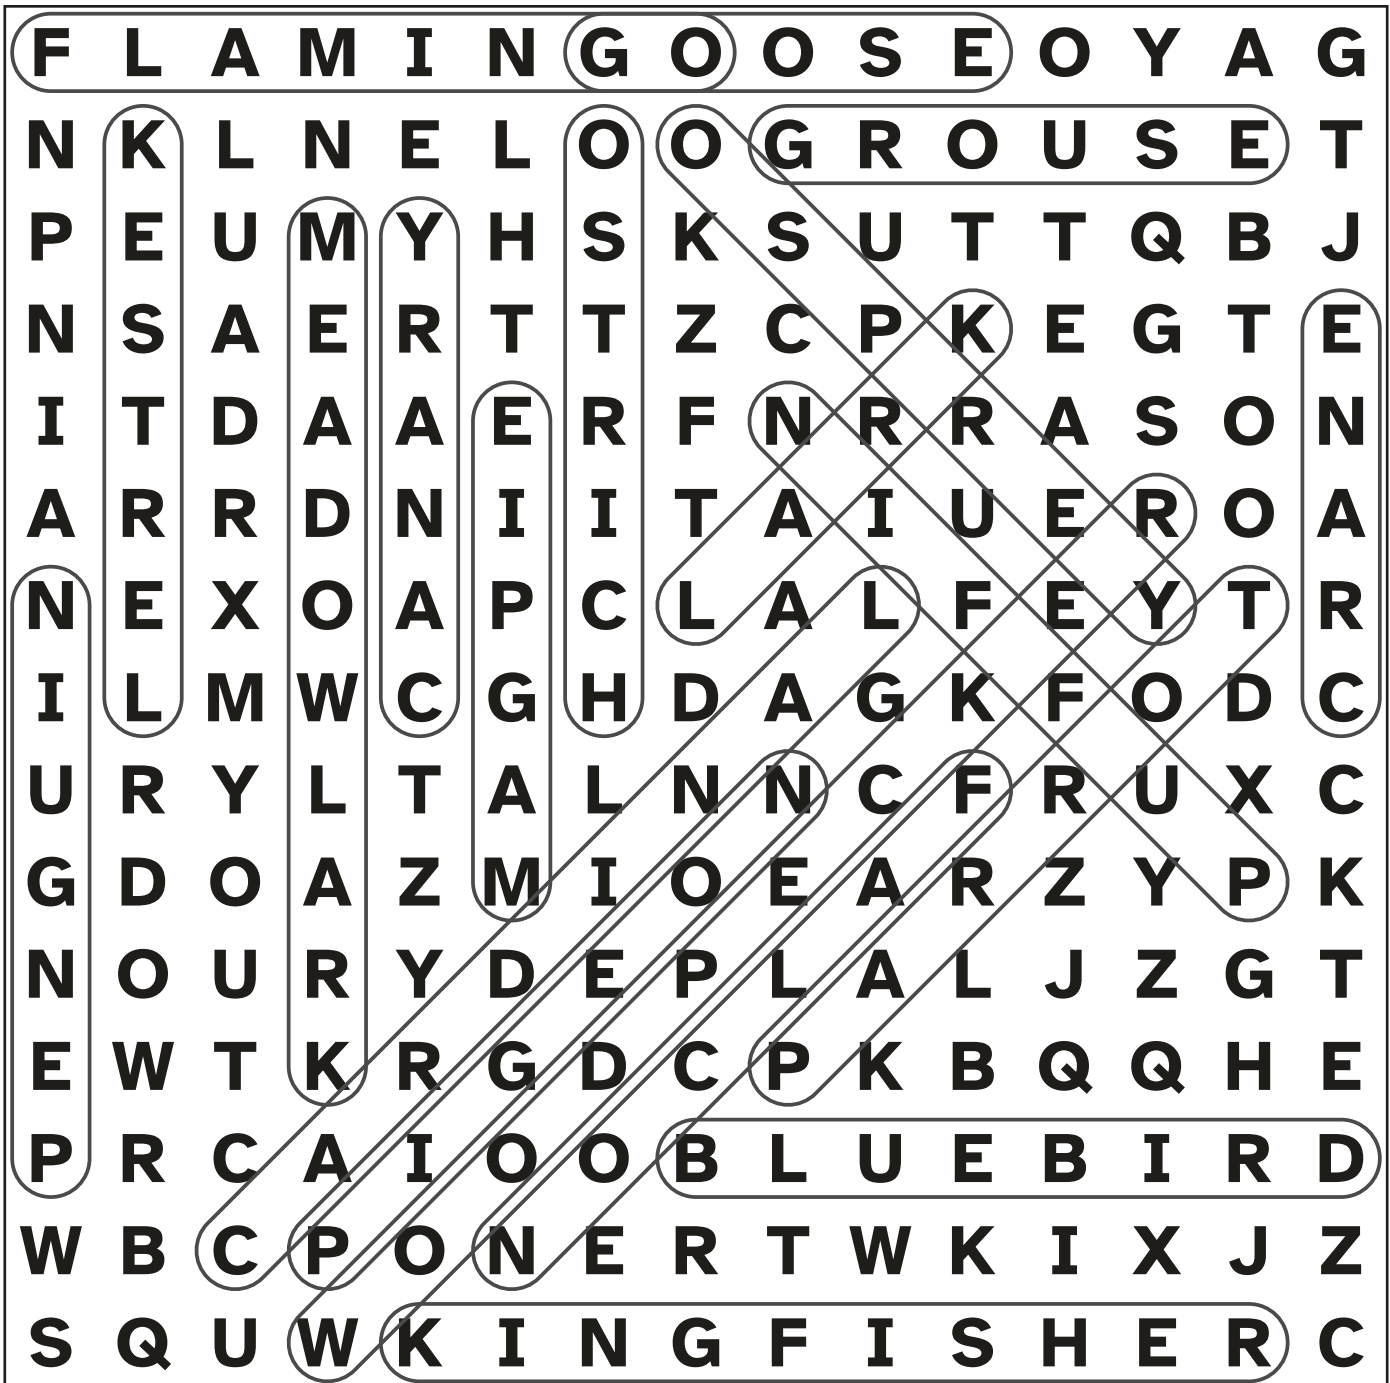 F L A M I N G O O S E O Y A G
N K L N E L O O G R O U S E T
P E U M Y H S K S U T T Q B J
N S A E R T T Z C P K E G T E
I T D A A E R F N R R A S O N
A R R D N I I T A I U E R O A
N E X O A P C L A L F E Y T R
I L M W C G H D A G K F O D C
U R Y L T A L N N C F R U X C
G D O A Z M I O E A R Z Y P K
N O U R Y D E P L A L J Z G T
E W T K R G D C P K B Q Q H E
P R C A I O O B L U E B I R D
W B C P O N E R T W K I X J Z
S Q U W K I N G F I S H E R C